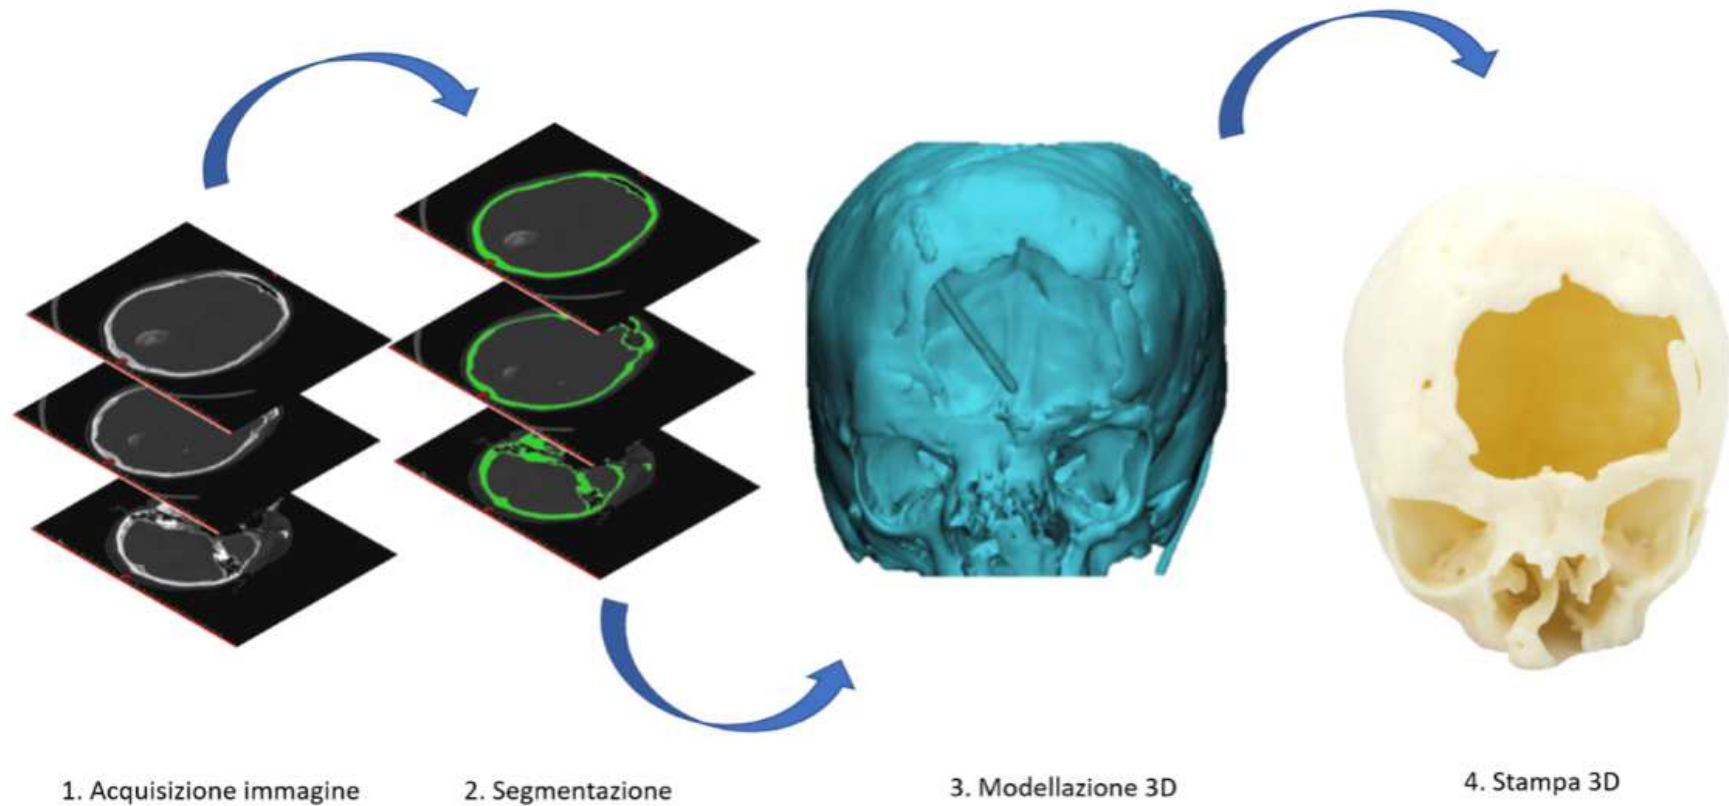 1. Acquisizione immagine
2. Segmentazione
3. Modellazione 3D
4. Stampa 3D